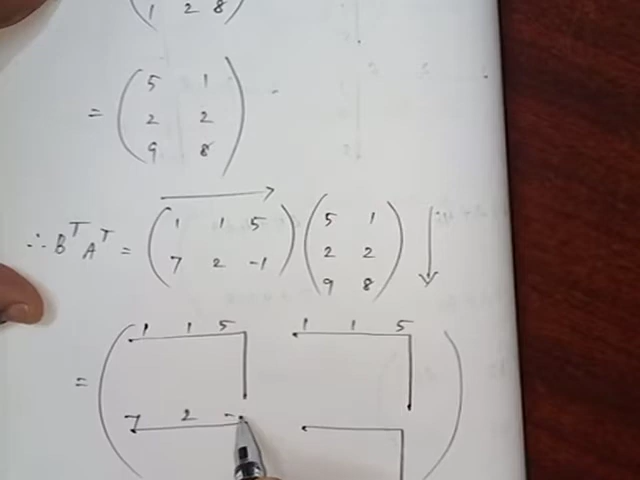 1 2 8
= ( 5 1
2 2
9 8 )
∴ BᵀAᵀ = ( 1 1 5 ) ( 5 1 )
7 2 -1 2 2
9 8
= ( 1 1 5 1 1 5 )
7 2 -